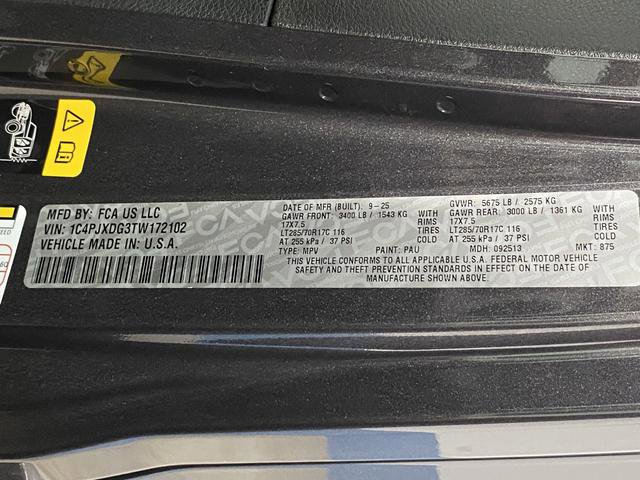 MFD BY: FCA US LLC
VIN: 1C4PJXDG3TW172102
VEHICLE MADE IN U.S.A.
DATE OF MFR (BUILT): 9-25 GVWR: 5675 LB / 2575 KG
GAWR FRONT: 3400 LB / 1543 KG WITH GAWR REAR: 3000 LB / 1361 KG WITH
17X7.5 RIMS 17X7.5 RIMS
LT285/70R17C 116 TIRES LT285/70R17C 116 TIRES
AT 255 kPa / 37 PSI COLD AT 255 kPa / 37 PSI COLD
TYPE: MPV PAINT: PAU MDH: 092513 MKT: 875
THIS VEHICLE CONFORMS TO ALL APPLICABLE U.S.A. FEDERAL MOTOR VEHICLE
SAFETY AND THEFT PREVENTION STANDARDS IN EFFECT ON THE DATE OF
MANUFACTURE SHOWN ABOVE.